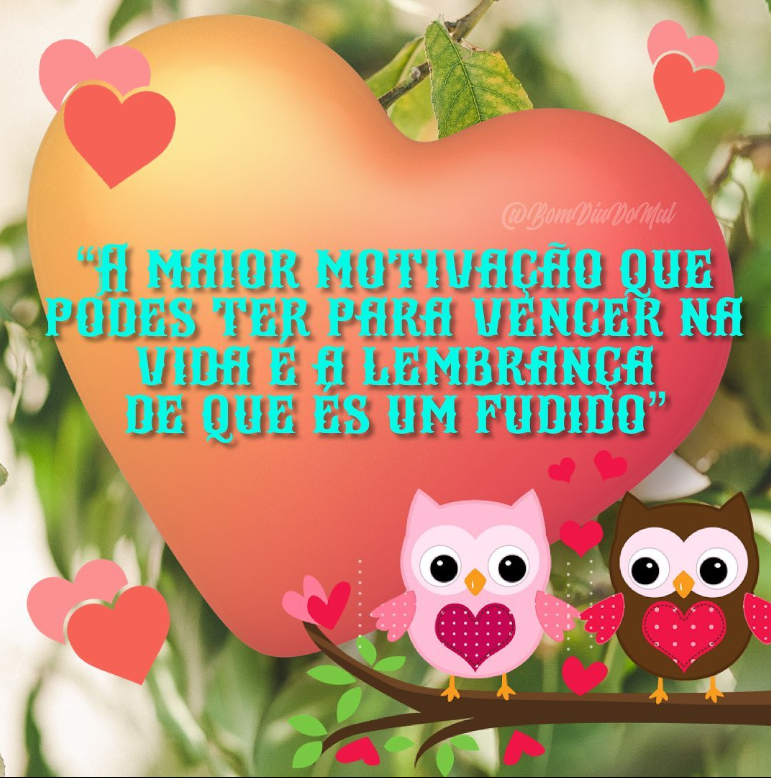 @BomDiaDoMal
“A MAIOR MOTIVAÇÃO QUE
PODES TER PARA VENCER NA
VIDA É A LEMBRANÇA
DE QUE ÉS UM FUDIDO”